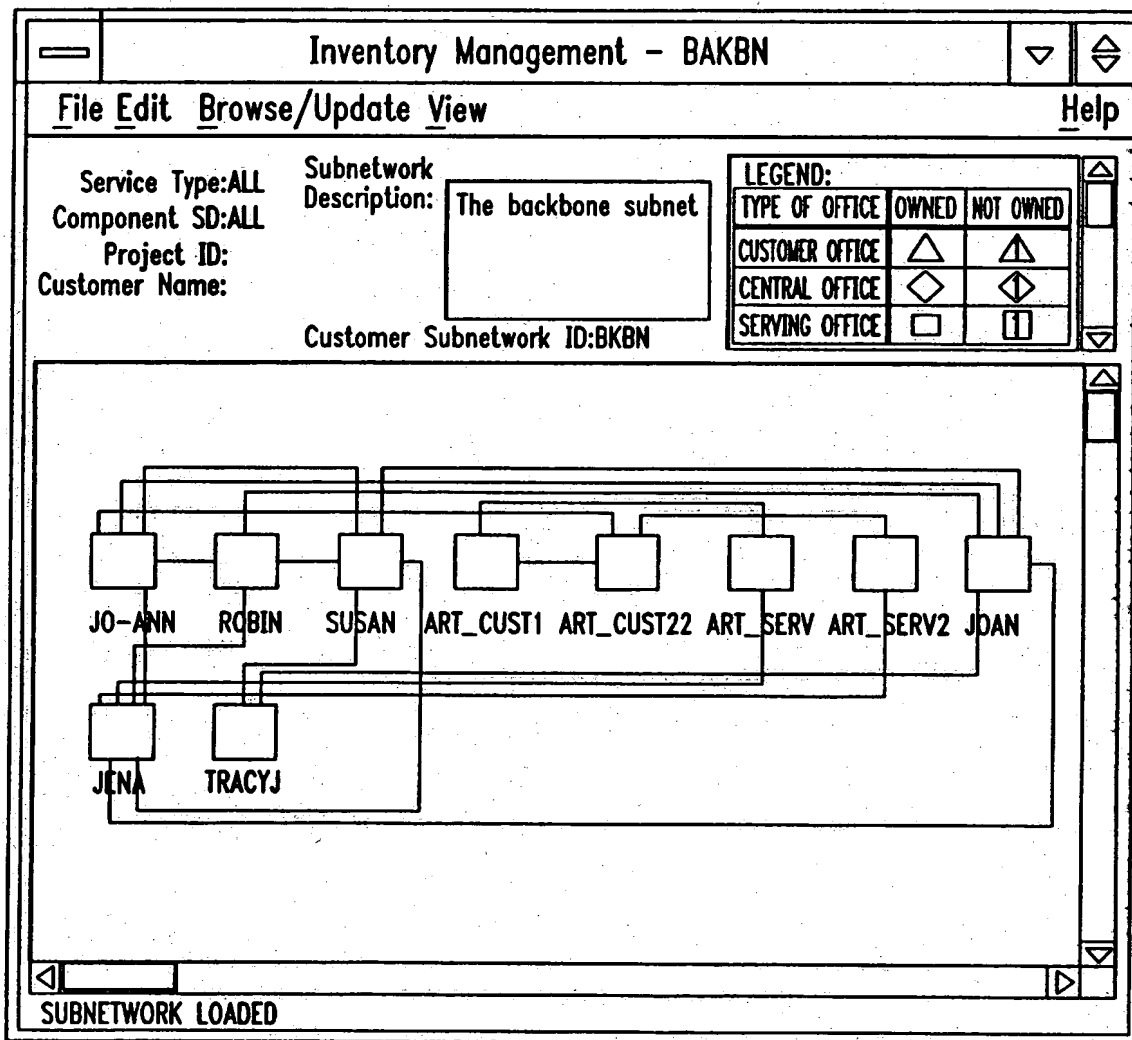 Inventory Management - BAKBN
File Edit Browse/Update View Help
Service Type:ALL
Component SD:ALL
Project ID:
Customer Name:
Subnetwork
Description:
The backbone subnet
Customer Subnetwork ID:BKBN
LEGEND:
TYPE OF OFFICE OWNED NOT OWNED
CUSTOMER OFFICE
CENTRAL OFFICE
SERVING OFFICE
JO-ANN ROBIN SUSAN ART_CUST1 ART_CUST22 ART_SERV ART_SERV2 JOAN
JENA TRACYJ
SUBNETWORK LOADED